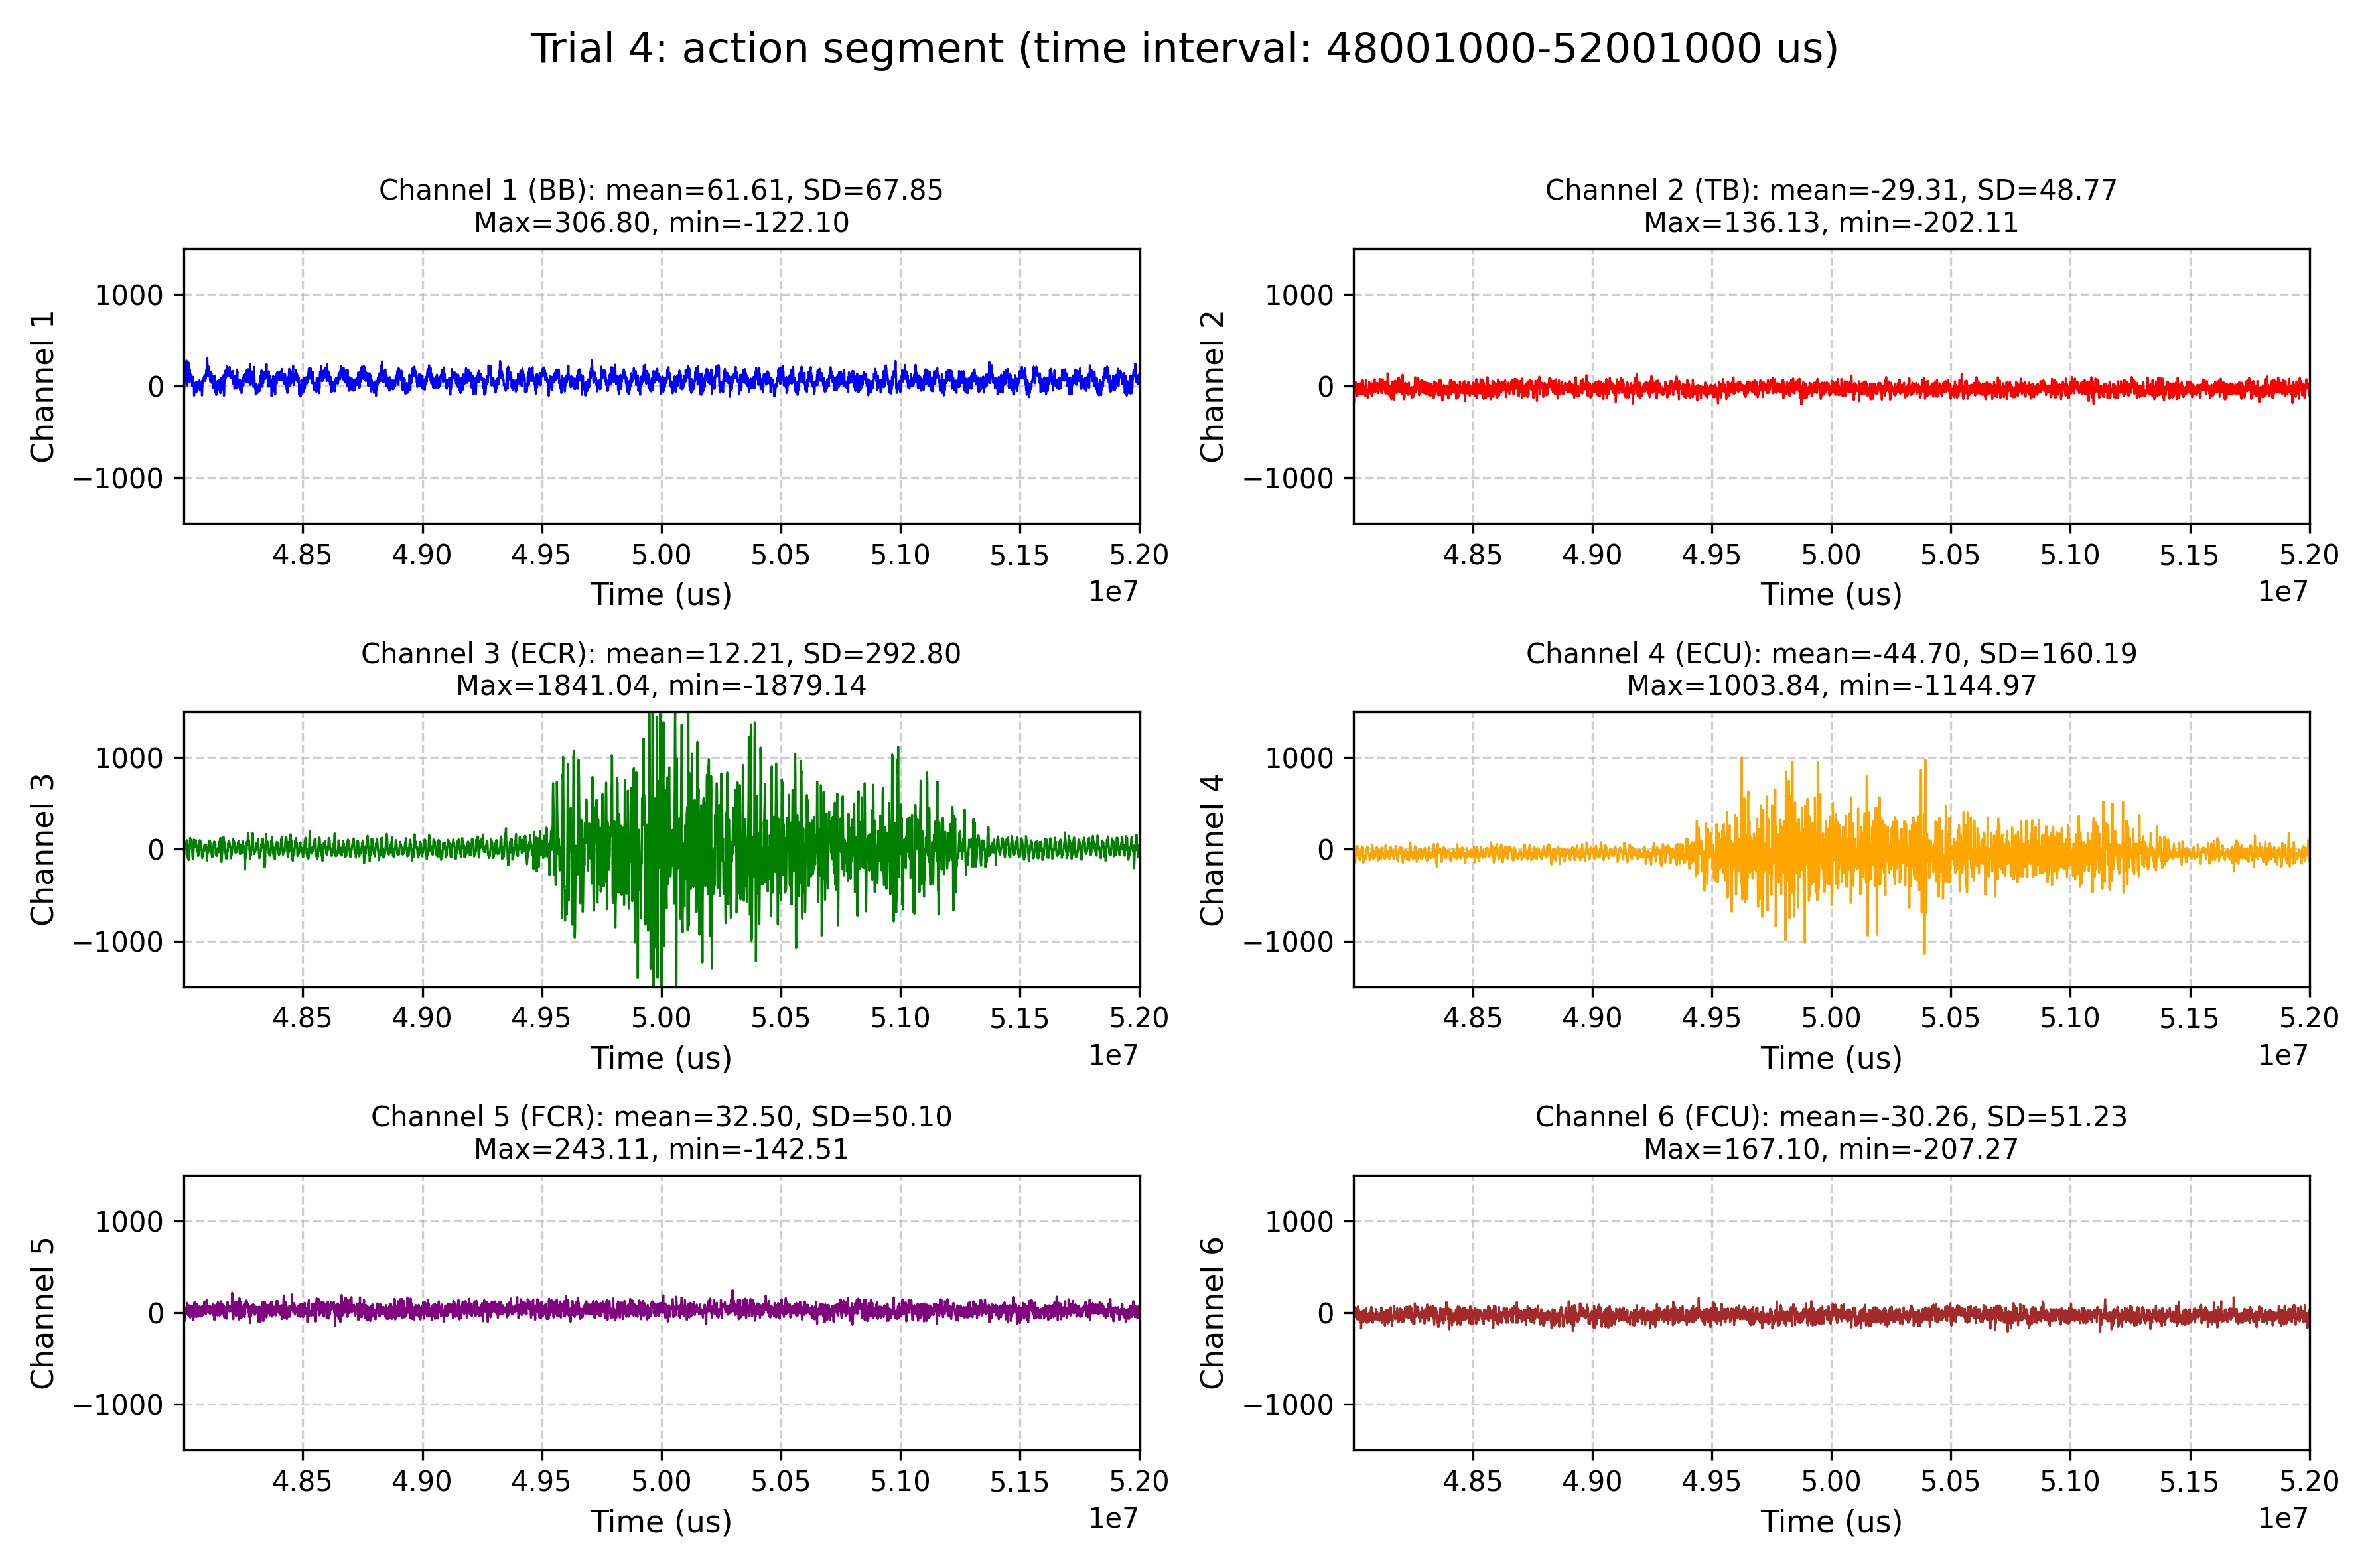 Trial 4: action segment (time interval: 48001000-52001000 us)
Channel 1 (BB): mean=61.61, SD=67.85
Max=306.80, min=-122.10
Channel 1
1000
0
−1000
4.85 4.90 4.95 5.00 5.05 5.10 5.15 5.20
Time (us)
1e7
Channel 2 (TB): mean=-29.31, SD=48.77
Max=136.13, min=-202.11
Channel 2
1000
0
−1000
4.85 4.90 4.95 5.00 5.05 5.10 5.15 5.20
Time (us)
1e7
Channel 3 (ECR): mean=12.21, SD=292.80
Max=1841.04, min=-1879.14
Channel 3
1000
0
−1000
4.85 4.90 4.95 5.00 5.05 5.10 5.15 5.20
Time (us)
1e7
Channel 4 (ECU): mean=-44.70, SD=160.19
Max=1003.84, min=-1144.97
Channel 4
1000
0
−1000
4.85 4.90 4.95 5.00 5.05 5.10 5.15 5.20
Time (us)
1e7
Channel 5 (FCR): mean=32.50, SD=50.10
Max=243.11, min=-142.51
Channel 5
1000
0
−1000
4.85 4.90 4.95 5.00 5.05 5.10 5.15 5.20
Time (us)
1e7
Channel 6 (FCU): mean=-30.26, SD=51.23
Max=167.10, min=-207.27
Channel 6
1000
0
−1000
4.85 4.90 4.95 5.00 5.05 5.10 5.15 5.20
Time (us)
1e7